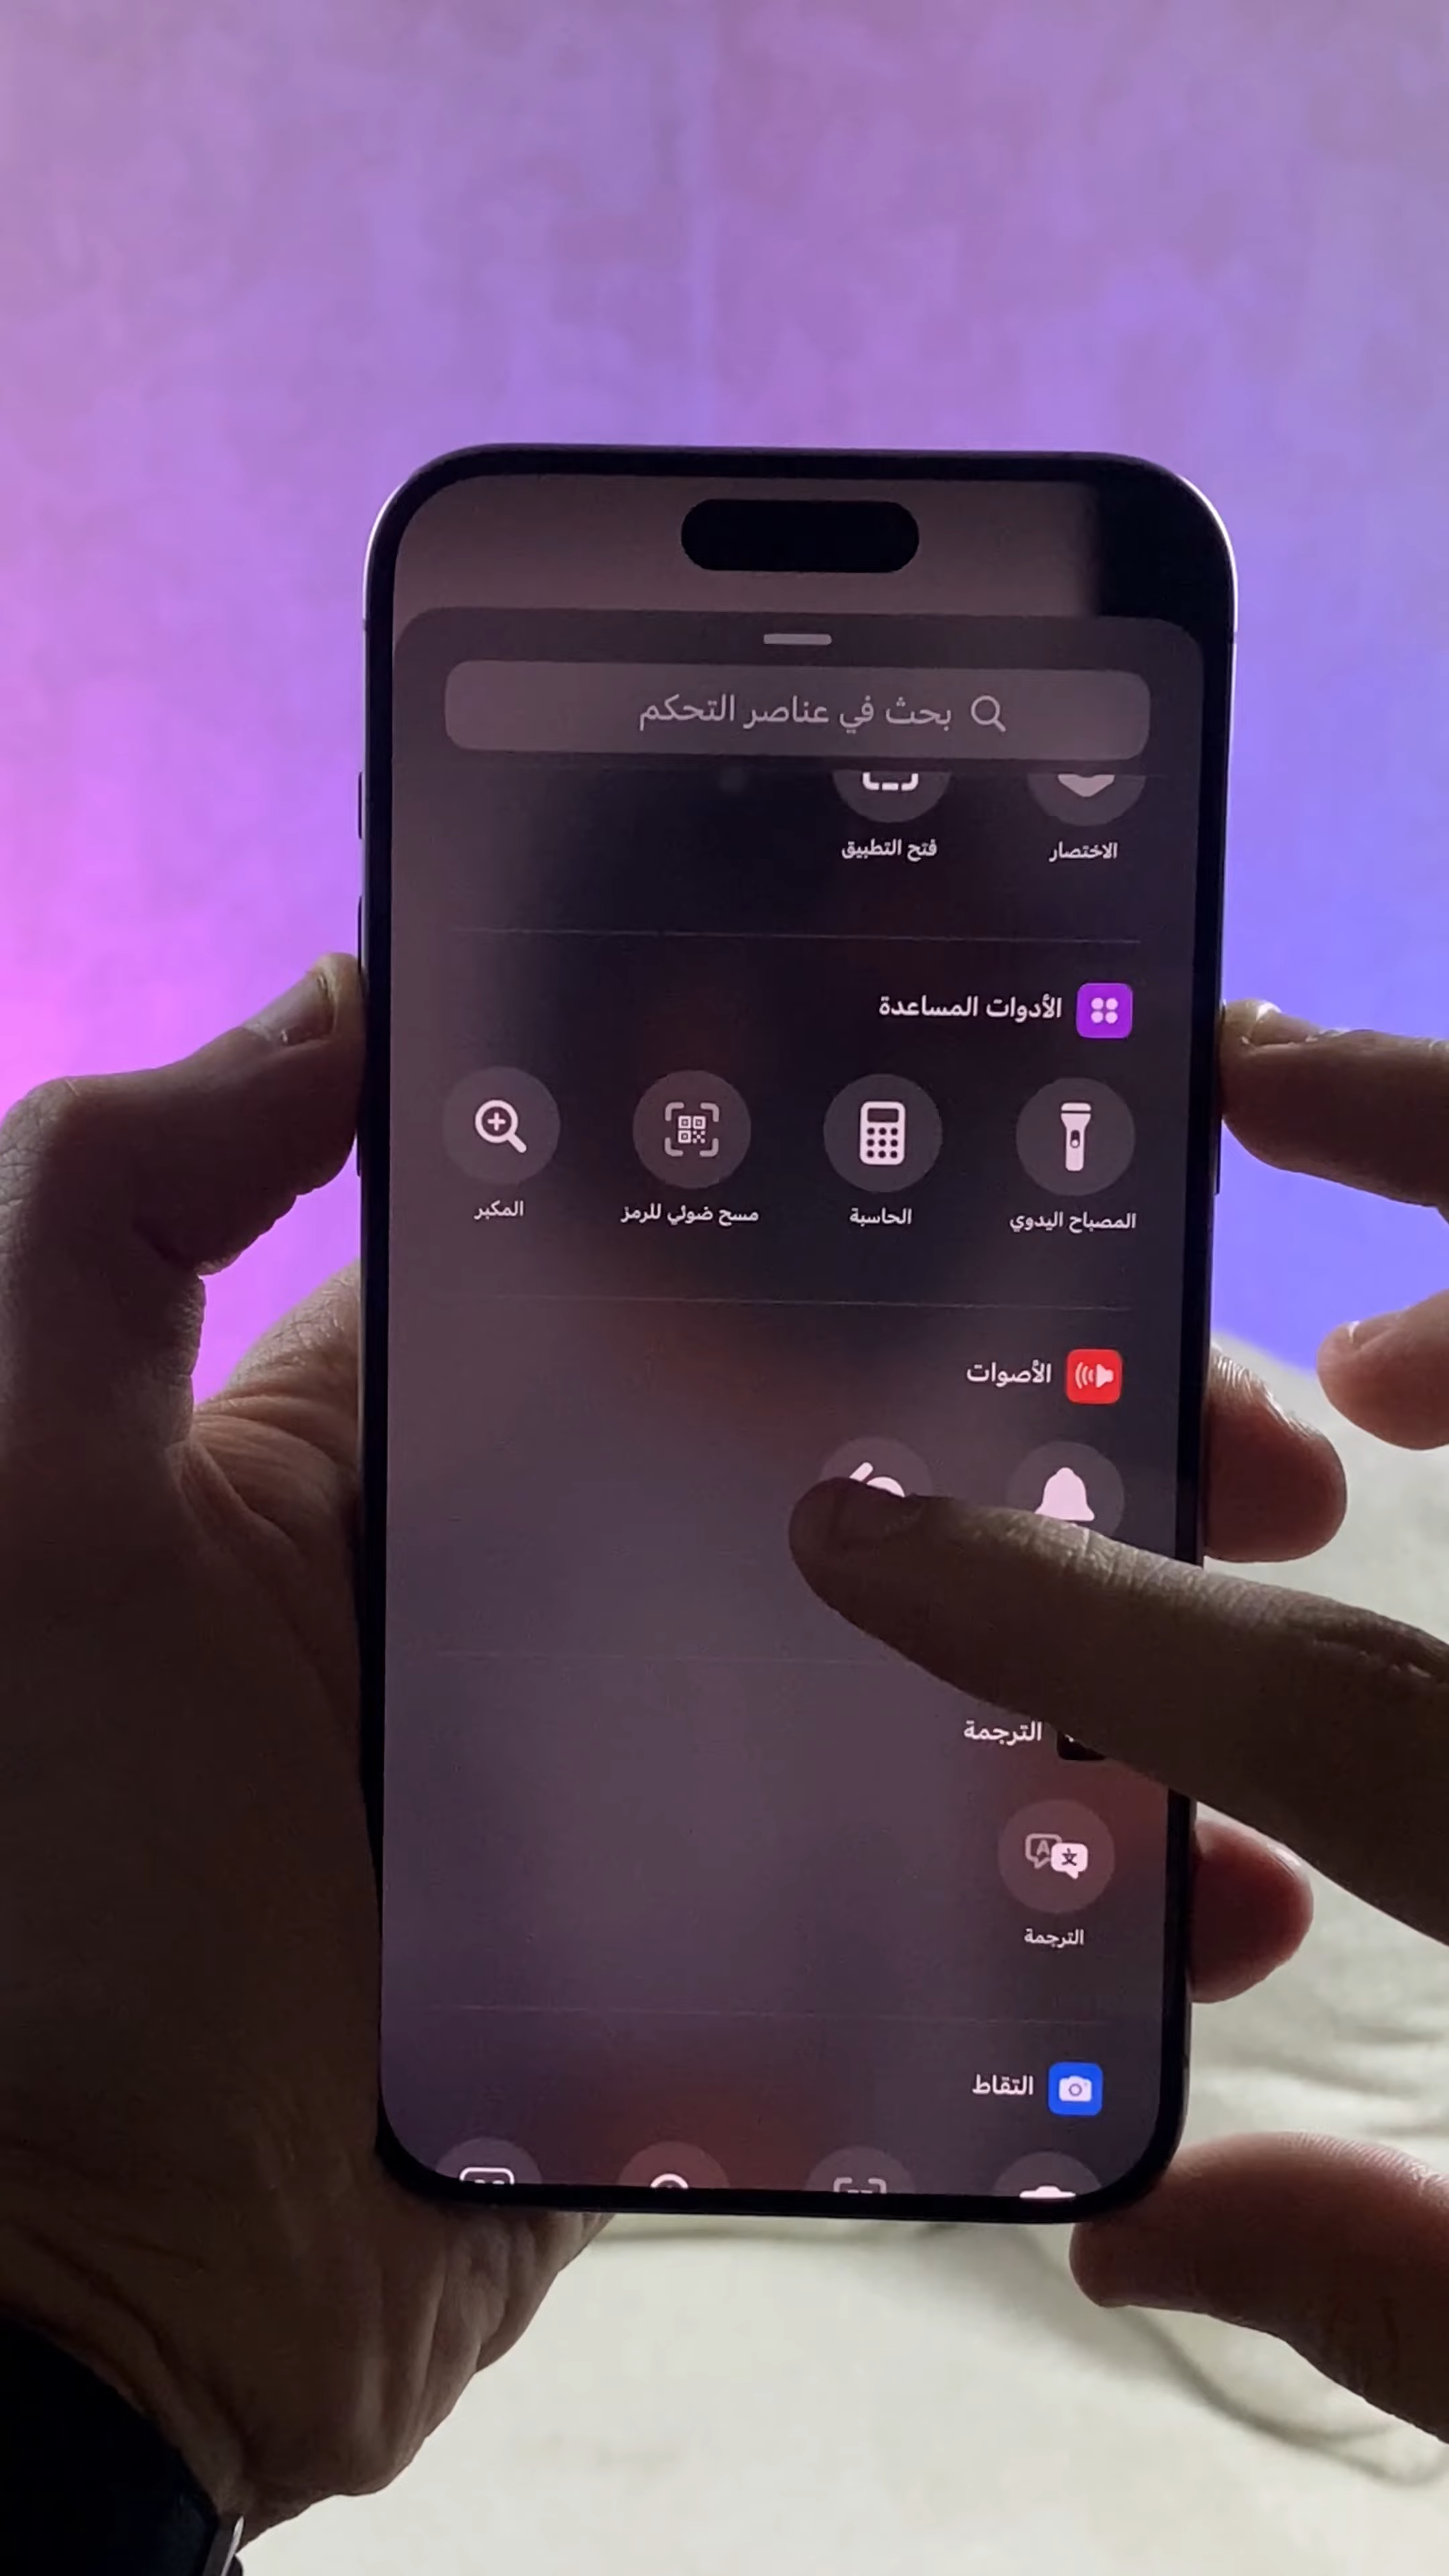 بحث في عناصر التحكم
الاختصار
فتح التطبيق
الأدوات المساعدة
المصباح اليدوي
الحاسبة
مسح ضوئي للرمز
المكبر
الأصوات
الترجمة
الترجمة
التقاط